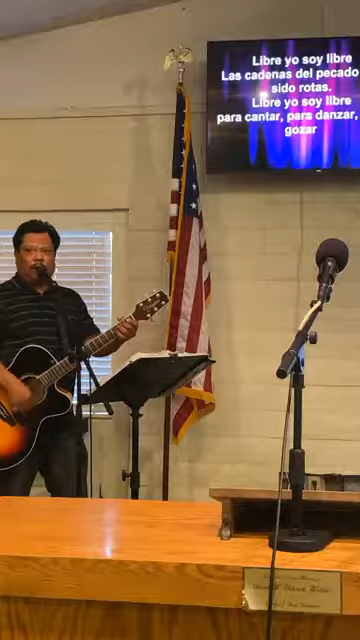 Libre yo soy libre
Las cadenas del pecado
sido rotas.
Libre yo soy libre
para cantar, para danzar,
gozar